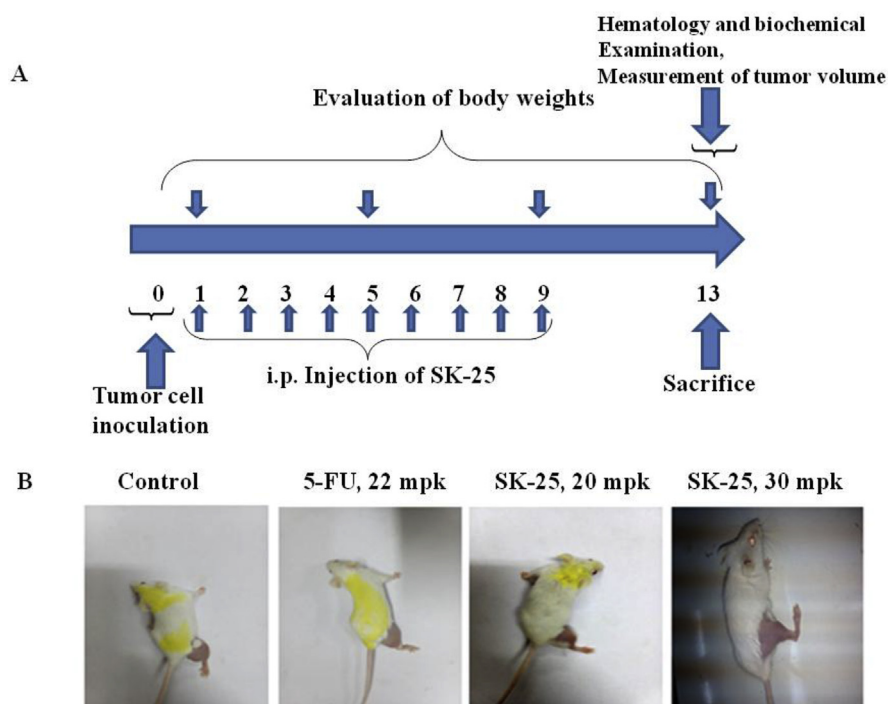 Hematology and biochemical
Examination,
Measurement of tumor volume
A
Evaluation of body weights
0 1 2 3 4 5 6 7 8 9 13
i.p. Injection of SK-25
Sacrifice
Tumor cell
inoculation
B Control 5-FU, 22 mpk SK-25, 20 mpk SK-25, 30 mpk